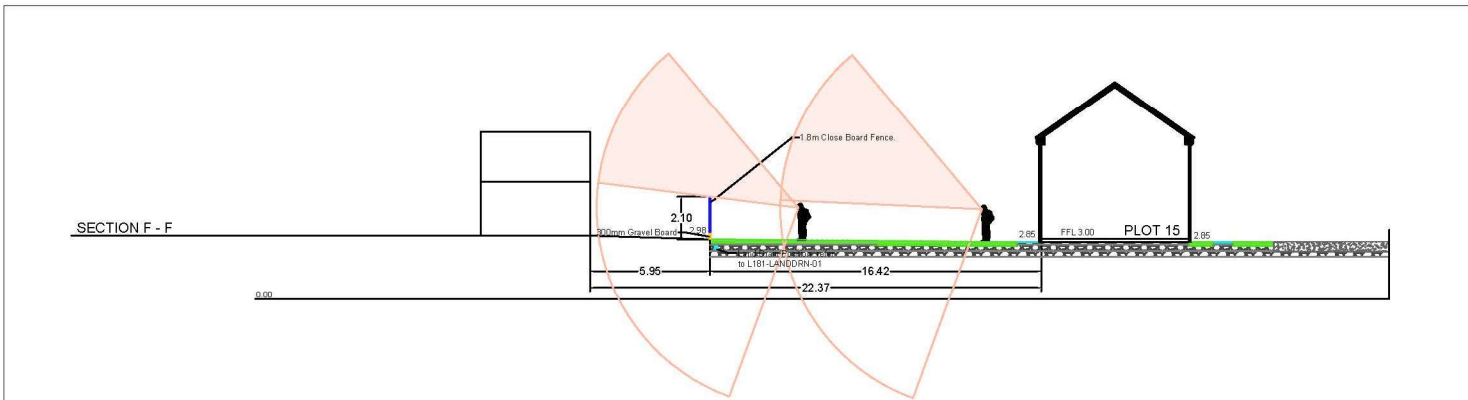 1.8m Close Board Fence.
SECTION F - F
2.10
300mm Gravel Board
2.98
2.85
FFL 3.00
PLOT 15
2.85
to L181-LANDDRN-01
5.95
16.42
22.37
0.00